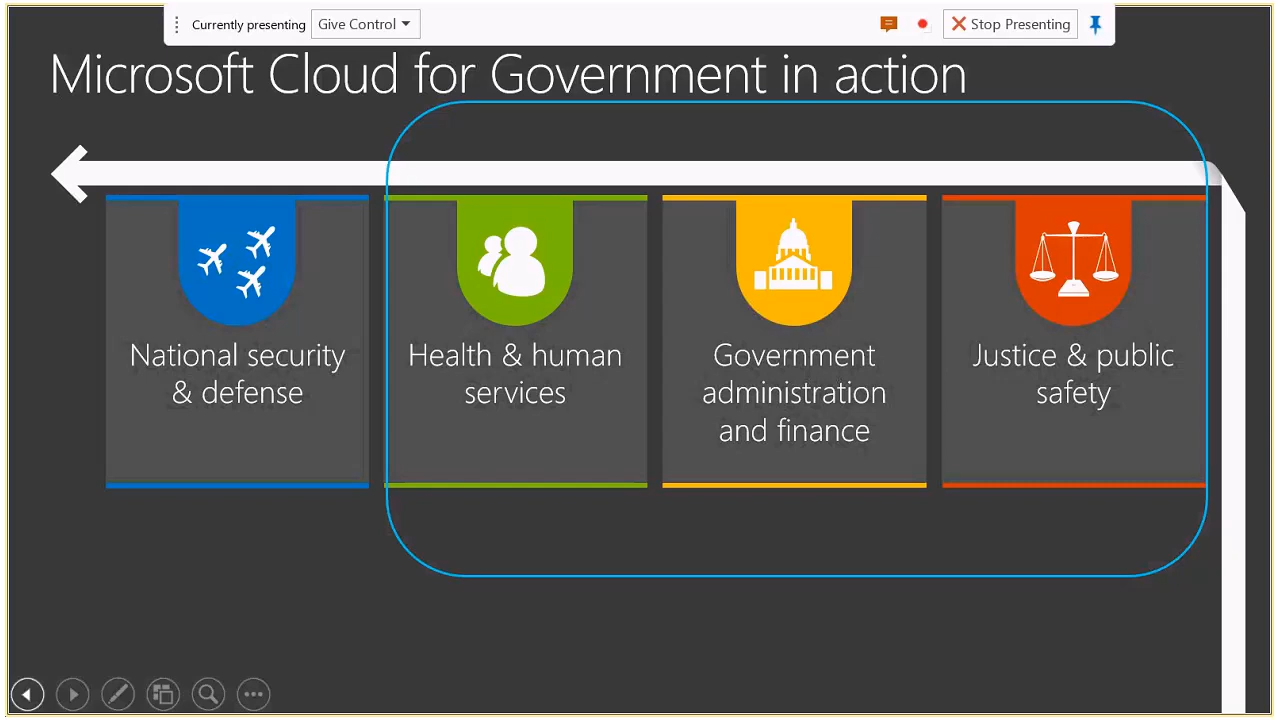 Currently presenting
Give Control
Stop Presenting
Microsoft Cloud for Government in action
National security
& defense
Health & human
services
Government
administration
and finance
Justice & public
safety